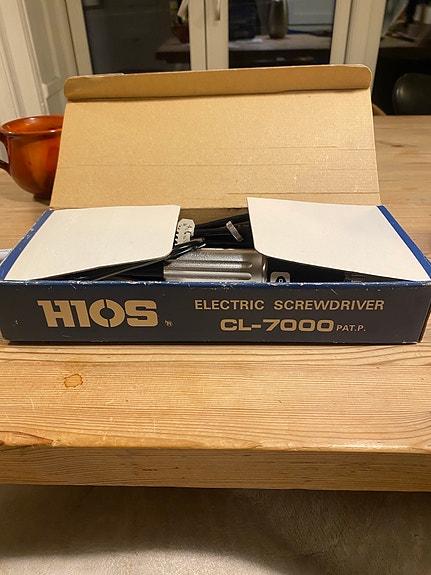 HIOS
ELECTRIC SCREWDRIVER
CL-7000 PAT.P.